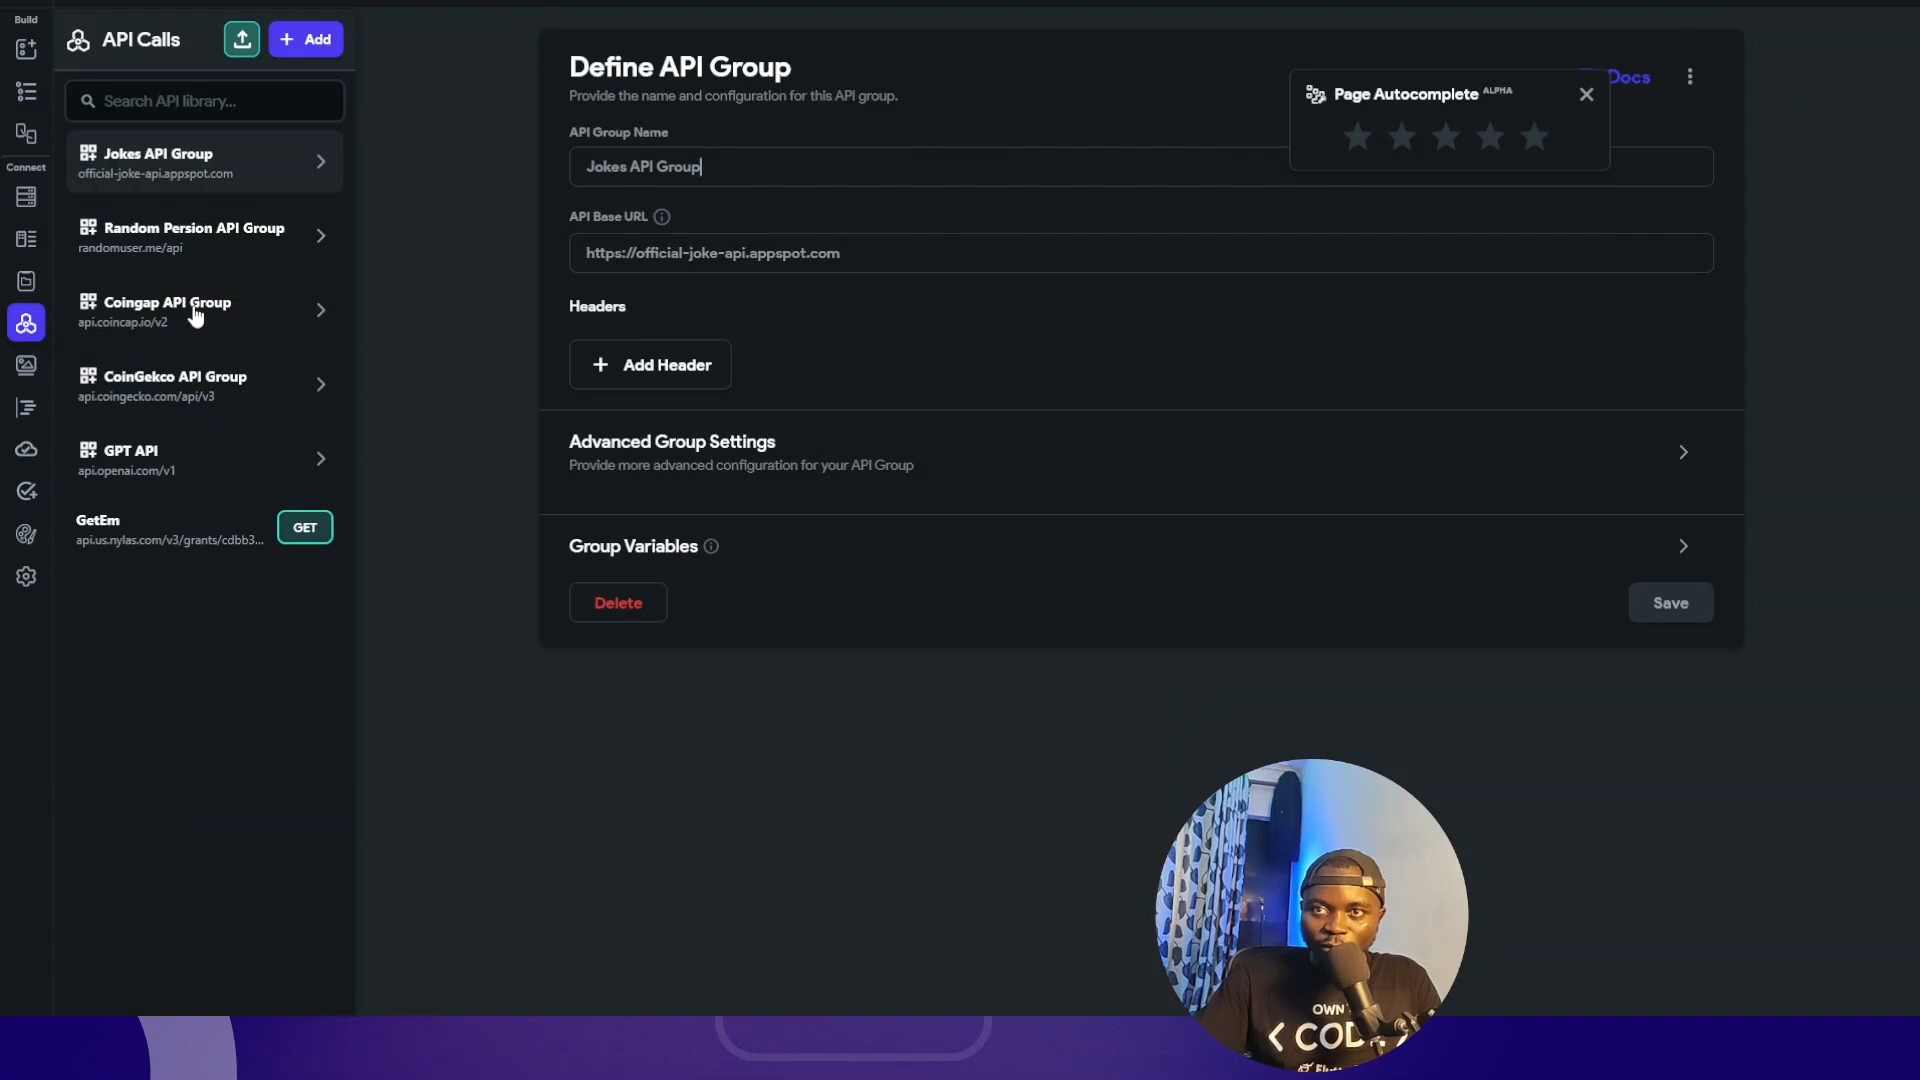 Build
API Calls
Add
Search API library...
Jokes API Group
official-joke-api.appspot.com
Random Persion API Group
randomuser.me/api
Coingap API Group
api.coincap.io/v2
CoinGekco API Group
api.coingecko.com/api/v3
GPT API
api.openai.com/v1
GetEm
api.us.nylas.com/v3/grants/cdbb3...
GET
Connect
Define API Group
Provide the name and configuration for this API group.
Docs
Page Autocomplete ALPHA
API Group Name
Jokes API Group
API Base URL
https://official-joke-api.appspot.com
Headers
Add Header
Advanced Group Settings
Provide more advanced configuration for your API Group
Group Variables
Delete
Save
OWN
< COD